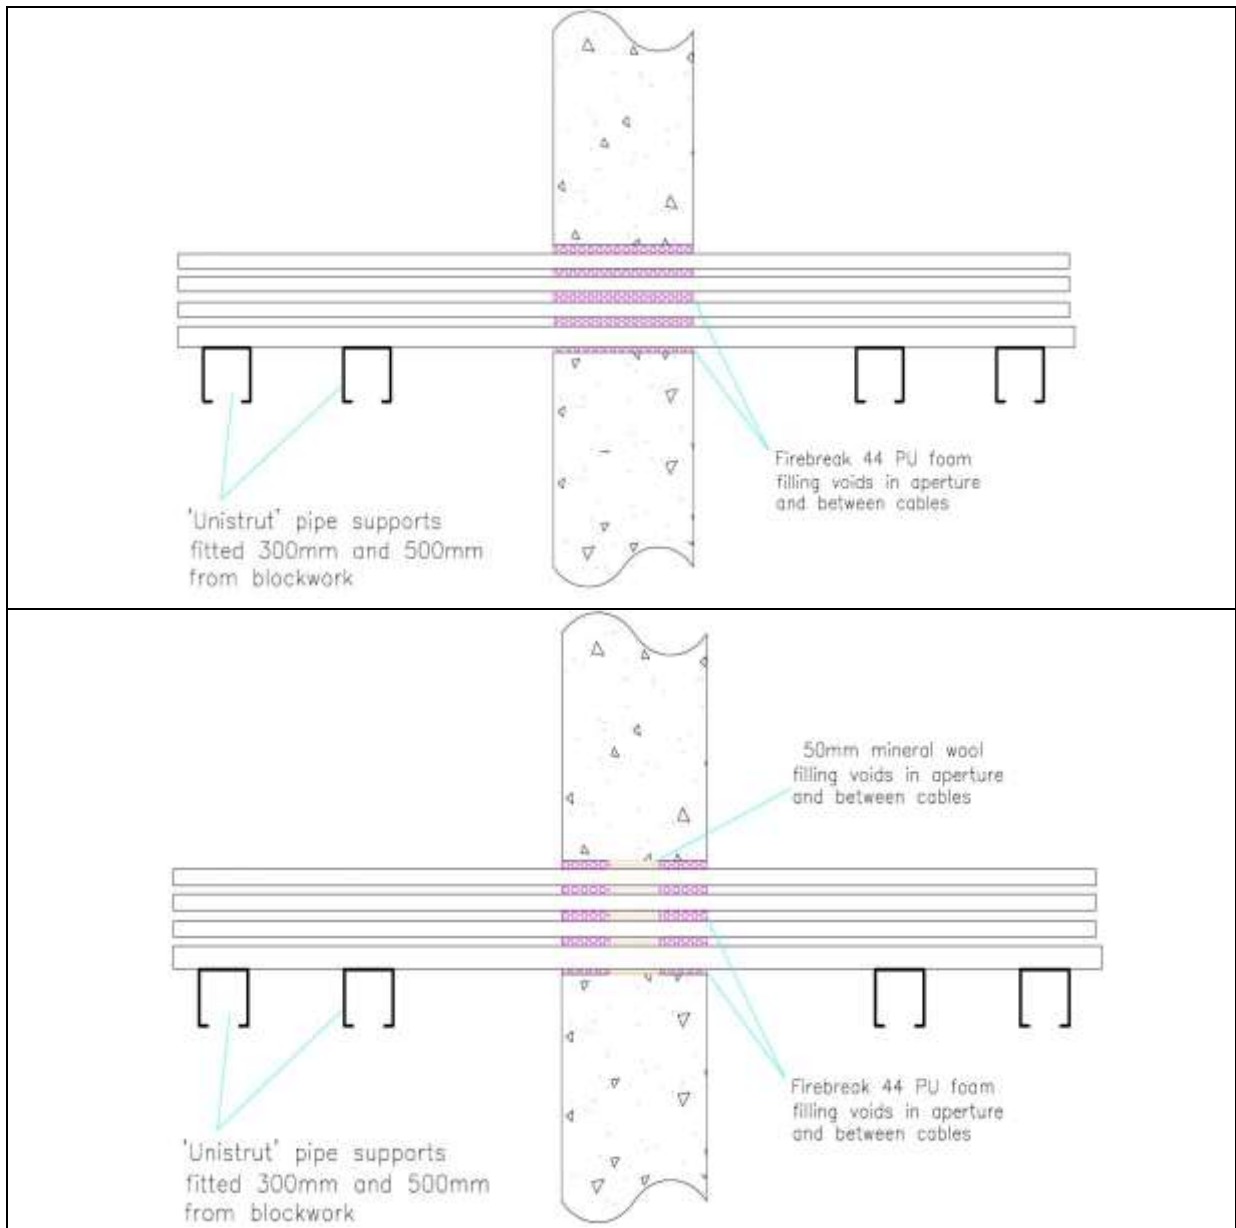 Firebreak 44 PU foam
filling voids in aperture
and between cables
'Unistrut' pipe supports
fitted 300mm and 500mm
from blockwork
50mm mineral wool
filling voids in aperture
and between cables
Firebreak 44 PU foam
filling voids in aperture
and between cables
'Unistrut' pipe supports
fitted 300mm and 500mm
from blockwork